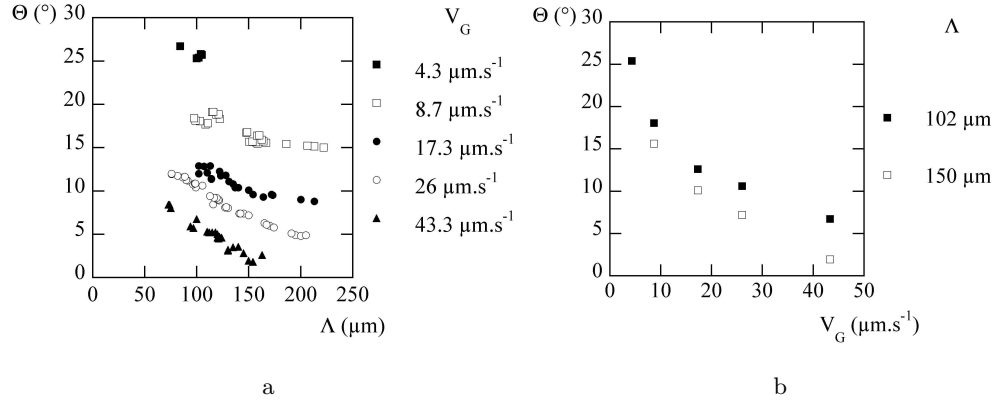 Θ (°)
30
25
20
15
10
5
0
0 50 100 150 200 250
Λ (µm)
V_G
4.3 µm.s⁻¹
8.7 µm.s⁻¹
17.3 µm.s⁻¹
26 µm.s⁻¹
43.3 µm.s⁻¹
a
Θ (°)
30
25
20
15
10
5
0
0 10 20 30 40 50
V_G (µm.s⁻¹)
Λ
102 µm
150 µm
b